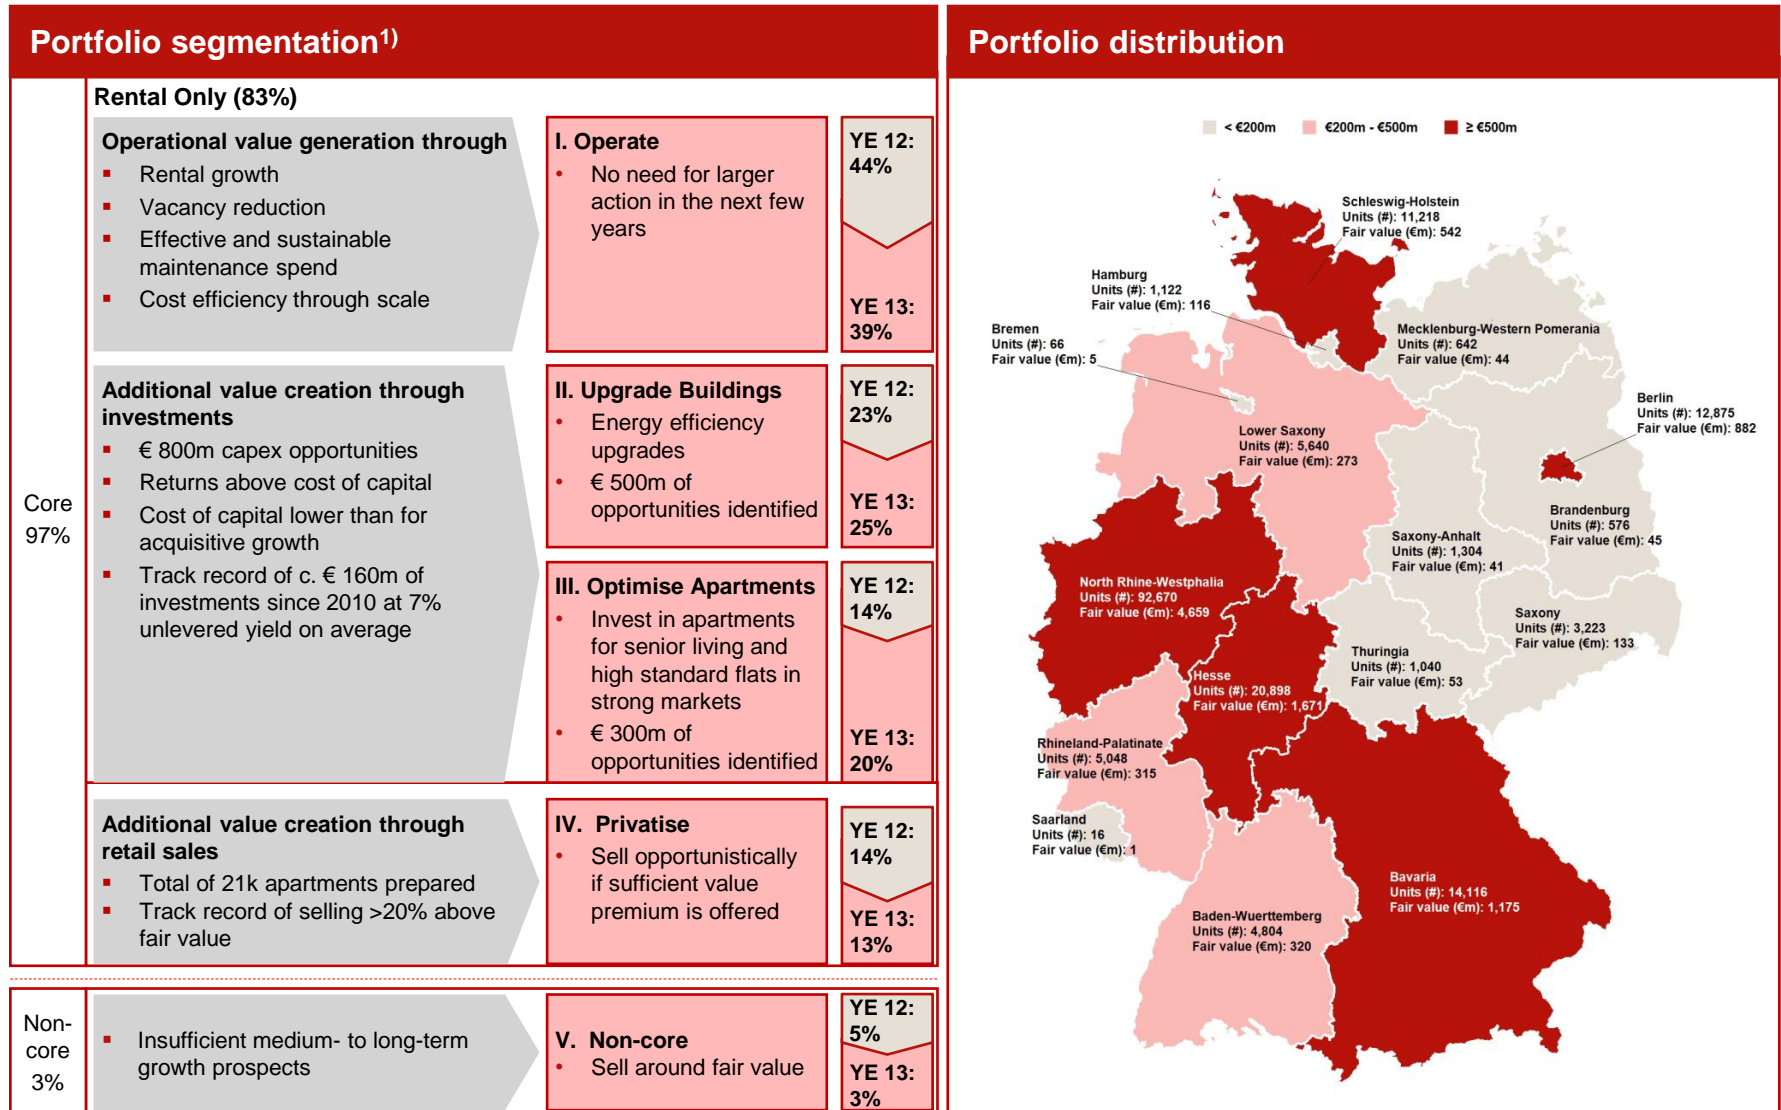 Portfolio segmentation1)
Core
97%
Rental Only (83%)
Operational value generation through
▪ Rental growth
▪ Vacancy reduction
▪ Effective and sustainable
maintenance spend
▪ Cost efficiency through scale
I. Operate
• No need for larger
action in the next few
years
YE 12:
44%
YE 13:
39%
Additional value creation through
investments
▪ € 800m capex opportunities
▪ Returns above cost of capital
▪ Cost of capital lower than for
acquisitive growth
▪ Track record of c. € 160m of
investments since 2010 at 7%
unlevered yield on average
II. Upgrade Buildings
• Energy efficiency
upgrades
• € 500m of
opportunities identified
YE 12:
23%
YE 13:
25%
III. Optimise Apartments
• Invest in apartments
for senior living and
high standard flats in
strong markets
• € 300m of
opportunities identified
YE 12:
14%
YE 13:
20%
Additional value creation through
retail sales
▪ Total of 21k apartments prepared
▪ Track record of selling >20% above
fair value
IV. Privatise
• Sell opportunistically
if sufficient value
premium is offered
YE 12:
14%
YE 13:
13%
Non-
core
3%
▪ Insufficient medium- to long-term
growth prospects
V. Non-core
• Sell around fair value
YE 12:
5%
YE 13:
3%
Portfolio distribution
< €200m
€200m - €500m
≥ €500m
Schleswig-Holstein
Units (#): 11,218
Fair value (€m): 542
Hamburg
Units (#): 1,122
Fair value (€m): 116
Bremen
Units (#): 66
Fair value (€m): 5
Mecklenburg-Western Pomerania
Units (#): 642
Fair value (€m): 44
Berlin
Units (#): 12,875
Fair value (€m): 882
Lower Saxony
Units (#): 5,640
Fair value (€m): 273
Brandenburg
Units (#): 576
Fair value (€m): 45
Saxony-Anhalt
Units (#): 1,304
Fair value (€m): 41
North Rhine-Westphalia
Units (#): 92,670
Fair value (€m): 4,659
Saxony
Units (#): 3,223
Fair value (€m): 133
Thuringia
Units (#): 1,040
Fair value (€m): 53
Hesse
Units (#): 20,898
Fair value (€m): 1,671
Rhineland-Palatinate
Units (#): 5,048
Fair value (€m): 315
Saarland
Units (#): 16
Fair value (€m): 1
Bavaria
Units (#): 14,116
Fair value (€m): 1,175
Baden-Wuerttemberg
Units (#): 4,804
Fair value (€m): 320